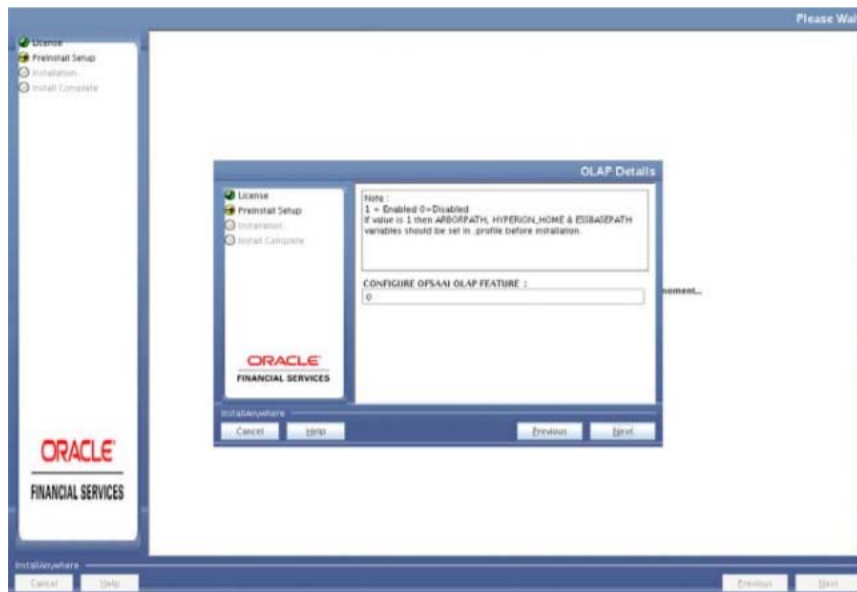 Please Wai
License
PreInstall Setup
Installation...
Install Complete
OLAP Details
License
PreInstall Setup
Installation...
Install Complete
Note :
1 = Enabled 0=Disabled
If value is 1 then ARBORPATH, HYPERION_HOME & ESSBASEPATH
variables should be set in .profile before installation.
CONFIGURE OFSAAI OLAP FEATURE :
0
moment...
ORACLE
FINANCIAL SERVICES
InstallAnywhere
Cancel
Help
Previous
Next
ORACLE
FINANCIAL SERVICES
InstallAnywhere
Cancel
Help
Previous
Next